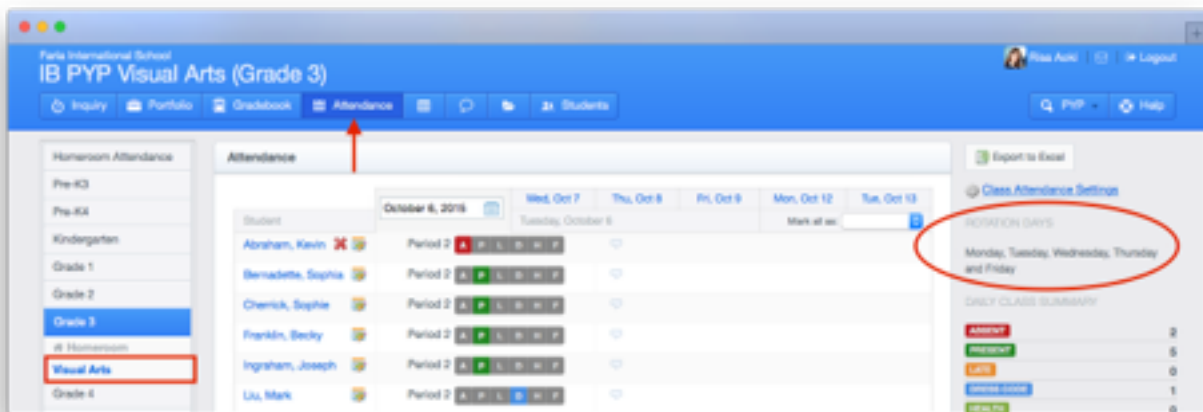 Faria International School
IB PYP Visual Arts (Grade 3)
Risa Aoki Logout
Inquiry Portfolio Gradebook Attendance Students PYP Help
Homeroom Attendance
Pre-K3
Pre-K4
Kindergarten
Grade 1
Grade 2
Grade 3
Homeroom
Visual Arts
Grade 4
Attendance
October 6, 2015 Wed, Oct 7 Thu, Oct 8 Fri, Oct 9 Mon, Oct 12 Tue, Oct 13
Student Tuesday, October 6 Mark all as:
Abraham, Kevin Period 2 A P L D H F
Bernadette, Sophia Period 2 A P L D H F
Cherrick, Sophie Period 2 A P L D H F
Franklin, Becky Period 2 A P L D H F
Ingraham, Joseph Period 2 A P L D H F
Liu, Mark Period 2 A P L D H F
Export to Excel
Class Attendance Settings
ROTATION DAYS
Monday, Tuesday, Wednesday, Thursday
and Friday
DAILY CLASS SUMMARY
ABSENT 2
PRESENT 5
LATE 0
DRESS CODE 1
HEALTH 0